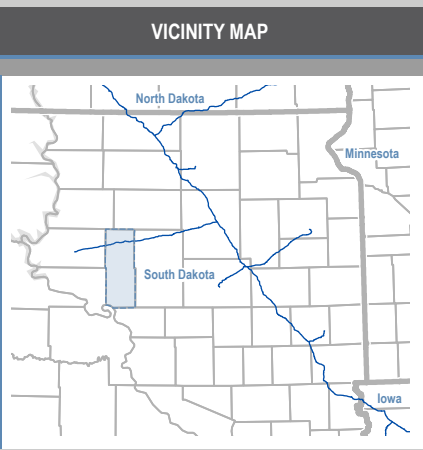 VICINITY MAP
North Dakota
Minnesota
South Dakota
Iowa